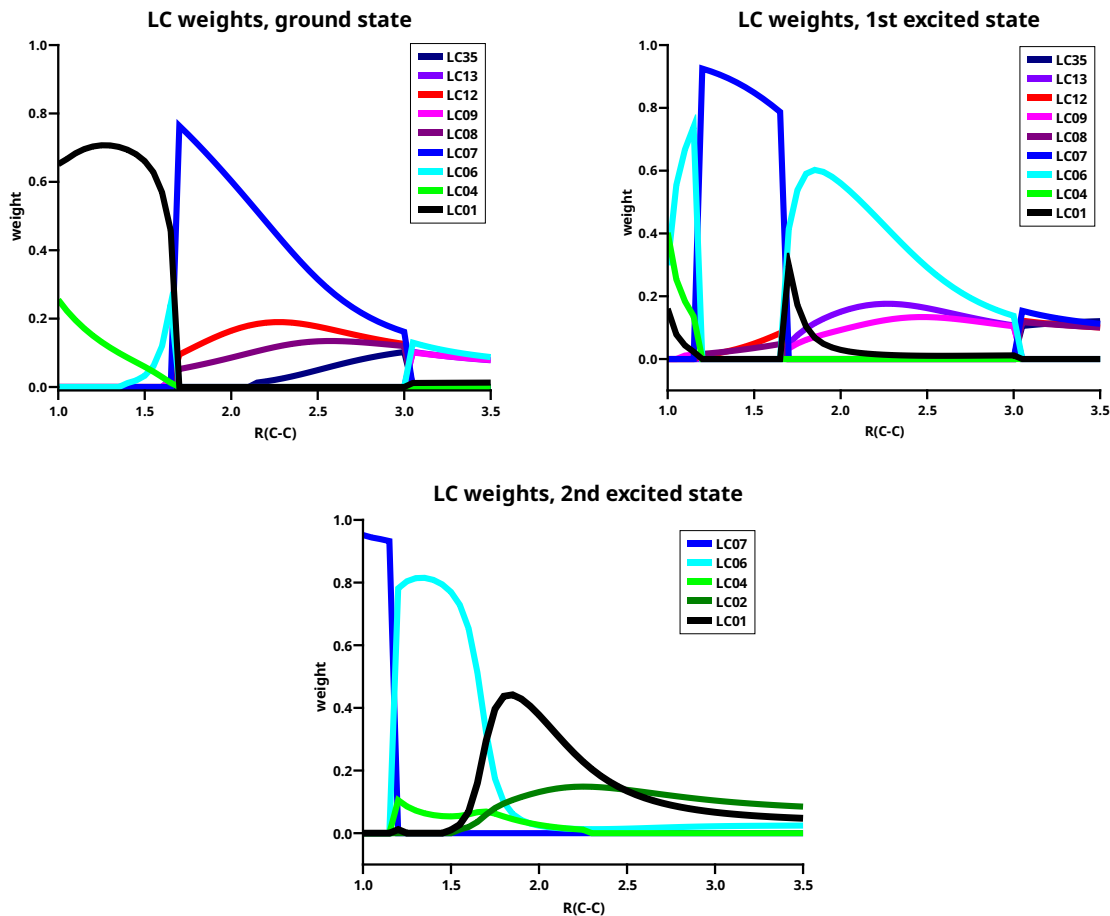 LC weights, ground state
1.0
0.8
0.6
0.4
0.2
0.0
weight
1.0 1.5 2.0 2.5 3.0 3.5
R(C-C)
LC35
LC13
LC12
LC09
LC08
LC07
LC06
LC04
LC01
LC weights, 1st excited state
1.0
0.8
0.6
0.4
0.2
0.0
weight
1.0 1.5 2.0 2.5 3.0 3.5
R(C-C)
LC35
LC13
LC12
LC09
LC08
LC07
LC06
LC04
LC01
LC weights, 2nd excited state
1.0
0.8
0.6
0.4
0.2
0.0
weight
1.0 1.5 2.0 2.5 3.0 3.5
R(C-C)
LC07
LC06
LC04
LC02
LC01